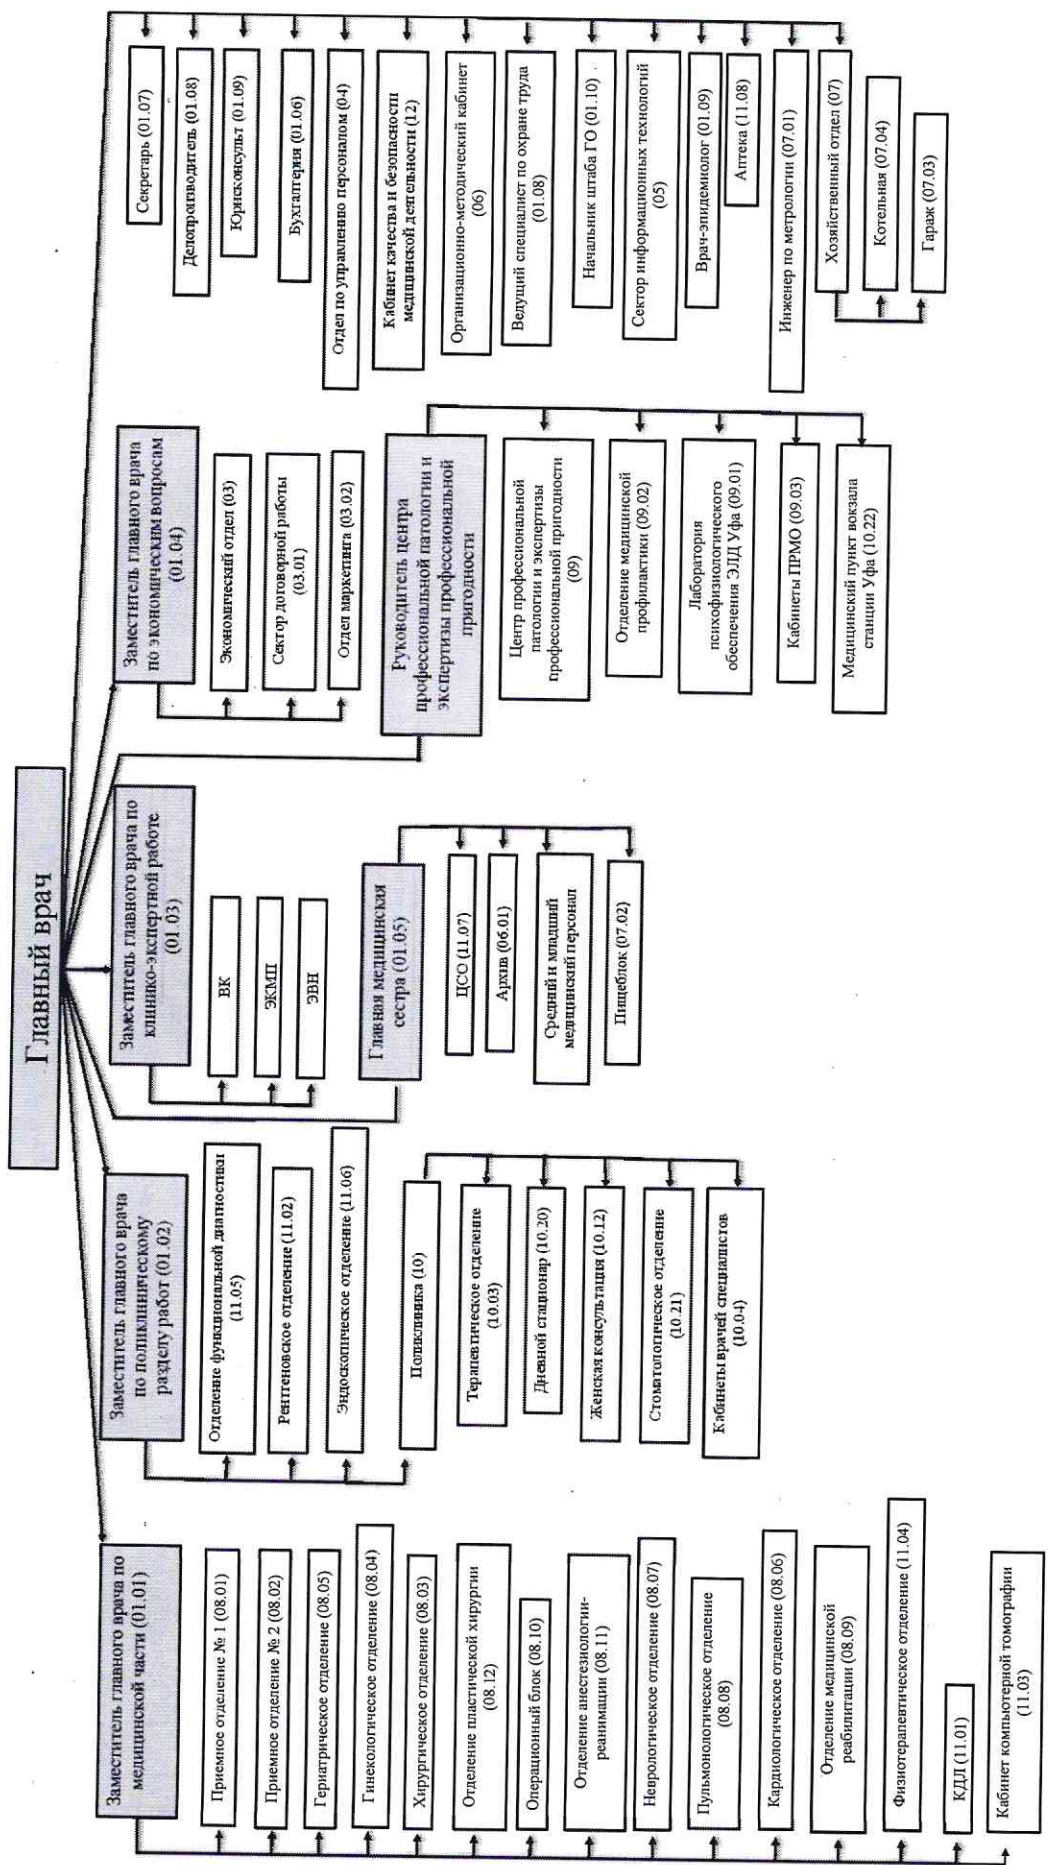 Главный врач
Заместитель главного врача по
медицинской части (01.01)
Приемное отделение № 1 (08.01)
Приемное отделение № 2 (08.02)
Гериатрическое отделение (08.05)
Гинекологическое отделение (08.04)
Хирургическое отделение (08.03)
Отделение пластической хирургии
(08.12)
Операционный блок (08.10)
Отделение анестезиологии-
реанимации (08.11)
Неврологическое отделение (08.07)
Пульмонологическое отделение
(08.08)
Кардиологическое отделение (08.06)
Отделение медицинской
реабилитации (08.09)
Физиотерапевтическое отделение (11.04)
КДЛ (11.01)
Кабинет компьютерной томографии
(11.03)
Заместитель главного врача
по поликлиническому
разделу работ (01.02)
Отделение функциональной диагностики
(11.05)
Рентгеновское отделение (11.02)
Эндоскопическое отделение (11.06)
Поликлиника (10)
Терапевтическое отделение
(10.03)
Дневной стационар (10.20)
Женская консультация (10.12)
Стоматологическое отделение
(10.21)
Кабинеты врачей специалистов
(10.04)
Заместитель главного врача по
клинико-экспертной работе
(01.03)
ВК
ЭКМП
ЭВН
Главная медицинская
сестра (01.05)
ЦСО (11.07)
Архив (06.01)
Средний и младший
медицинский персонал
Пищеблок (07.02)
Заместитель главного врача
по экономическим вопросам
(01.04)
Экономический отдел (03)
Сектор договорной работы
(03.01)
Отдел маркетинга (03.02)
Руководитель центра
профессиональной патологии и
экспертизы профессиональной
пригодности
Центр профессиональной
патологии и экспертизы
профессиональной пригодности
(09)
Отделение медицинской
профилактики (09.02)
Лаборатория
психофизиологического
обеспечения ЭЛД Уфа (09.01)
Кабинеты ПРМО (09.03)
Медицинский пункт вокзала
станции Уфа (10.22)
Секретарь (01.07)
Делопроизводитель (01.08)
Юрисконсульт (01.09)
Бухгалтерия (01.06)
Отдел по управлению персоналом (04)
Кабинет качества и безопасности
медицинской деятельности (12)
Организационно-методический кабинет
(06)
Ведущий специалист по охране труда
(01.08)
Начальник штаба ГО (01.10)
Сектор информационных технологий
(05)
Врач-эпидемиолог (01.09)
Аптека (11.08)
Инженер по метрологии (07.01)
Хозяйственный отдел (07)
Котельная (07.04)
Гараж (07.03)